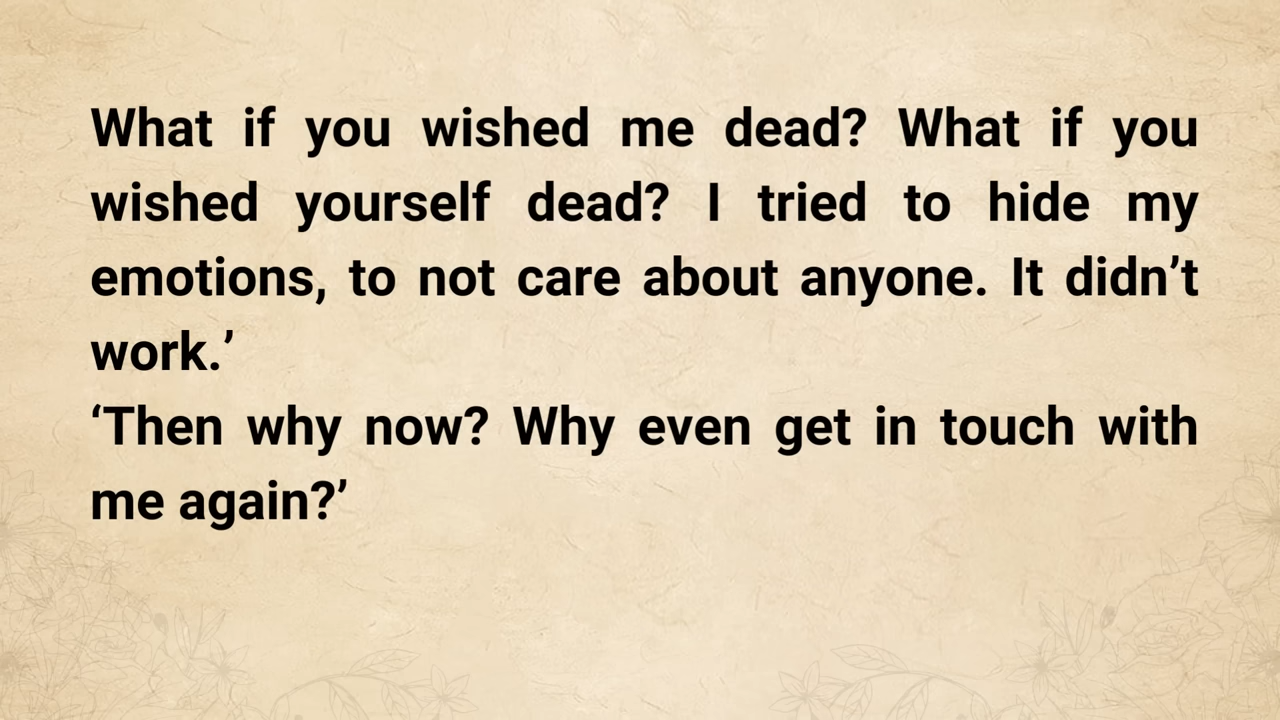 What if you wished me dead? What if you
wished yourself dead? I tried to hide my
emotions, to not care about anyone. It didn’t
work.’
‘Then why now? Why even get in touch with
me again?’